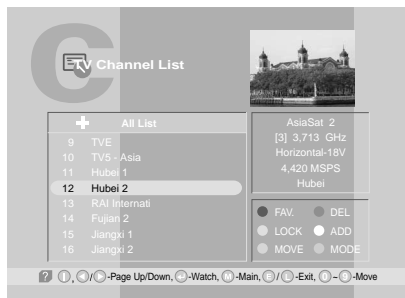 TV Channel List
All List
9 TVE
10 TV5 - Asia
11 Hubei 1
12 Hubei 2
13 RAI Internati
14 Fujian 2
15 Jiangxi 1
16 Jiangxi 2
AsiaSat 2
[3] 3,713 GHz
Horizontal-18V
4,420 MSPS
Hubei
FAV. DEL
LOCK ADD
MOVE MODE
-Page Up/Down, -Watch, M -Main, E / L -Exit, 0 ~ 9 -Move